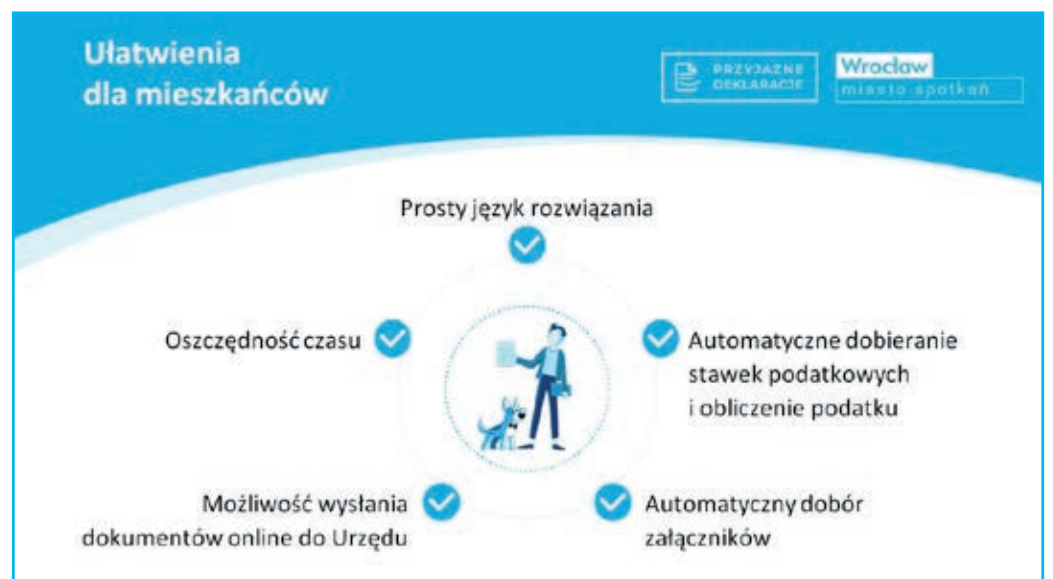 Ułatwienia
dla mieszkańców
PRZYJAZNE
DEKLARACJE
Wrocław
miasto spotkań
Prosty język rozwiązania
Oszczędność czasu
Automatyczne dobieranie
stawek podatkowych
i obliczenie podatku
Możliwość wysłania
dokumentów online do Urzędu
Automatyczny dobór
załączników